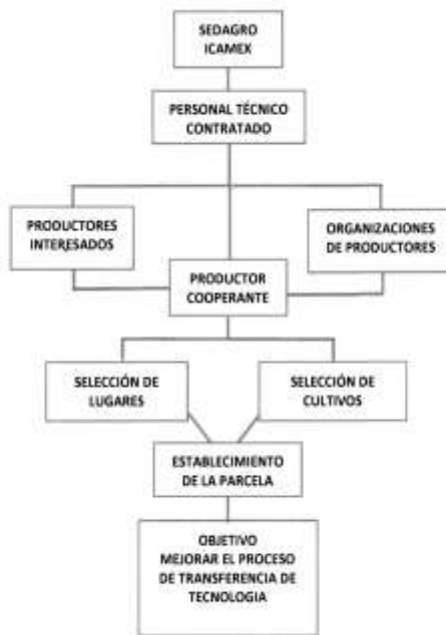 SEDAGRO
ICAMEX
PERSONAL TÉCNICO
CONTRATADO
PRODUCTORES
INTERESADOS
ORGANIZACIONES
DE PRODUCTORES
PRODUCTOR
COOPERANTE
SELECCIÓN DE
LUGARES
SELECCIÓN DE
CULTIVOS
ESTABLECIMIENTO
DE LA PARCELA
OBJETIVO
MEJORAR EL PROCESO
DE TRANSFERENCIA DE
TECNOLOGIA